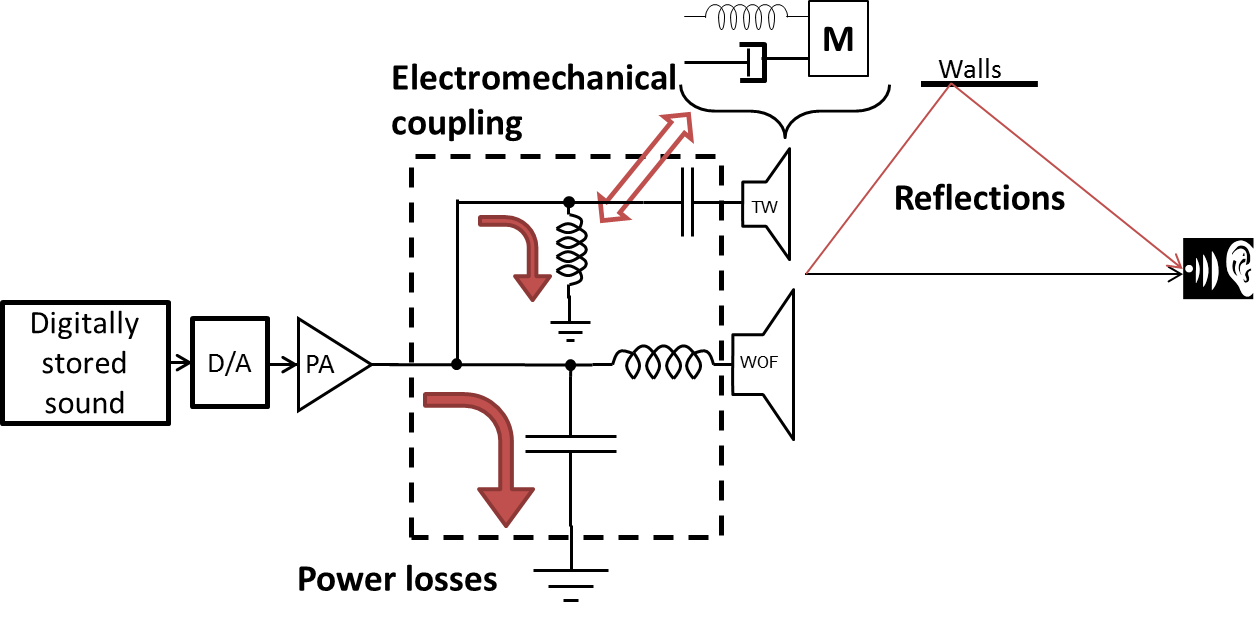 M
Walls
Electromechanical
coupling
Reflections
TW
Digitally
stored
sound
D/A
PA
WOF
Power losses